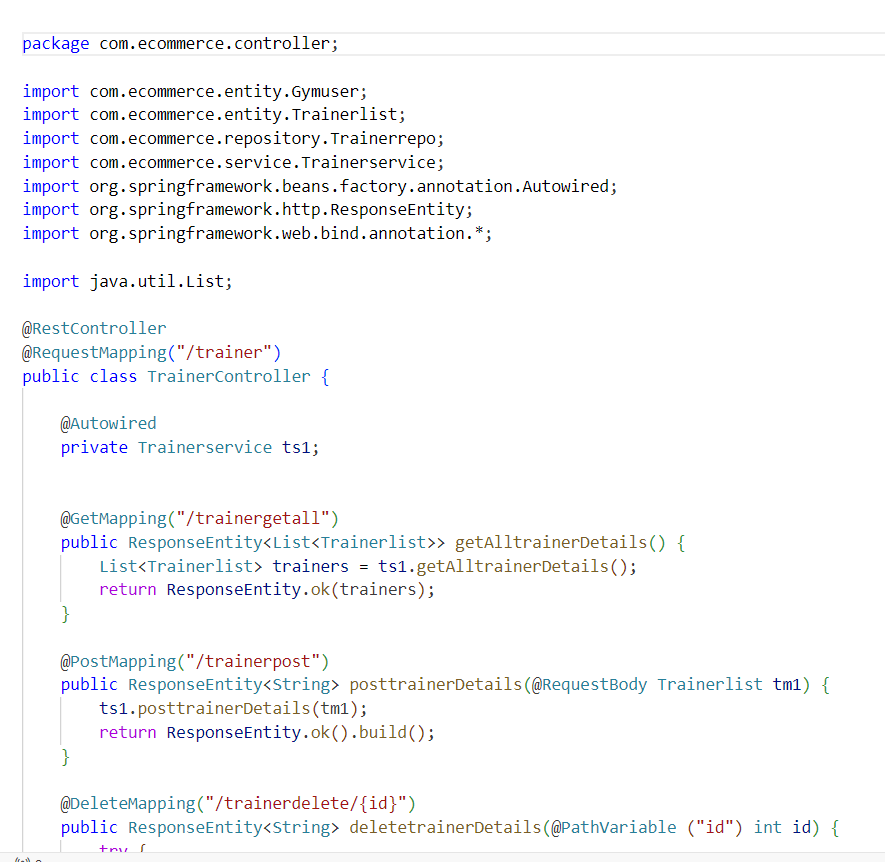 package com.ecommerce.controller;
import com.ecommerce.entity.Gymuser;
import com.ecommerce.entity.Trainerlist;
import com.ecommerce.repository.Trainerrepo;
import com.ecommerce.service.Trainerservice;
import org.springframework.beans.factory.annotation.Autowired;
import org.springframework.http.ResponseEntity;
import org.springframework.web.bind.annotation.*;
import java.util.List;
@RestController
@RequestMapping("/trainer")
public class TrainerController {
@Autowired
private Trainerservice ts1;
@GetMapping("/trainergetall")
public ResponseEntity<List<Trainerlist>> getAlltrainerDetails() {
List<Trainerlist> trainers = ts1.getAlltrainerDetails();
return ResponseEntity.ok(trainers);
}
@PostMapping("/trainerpost")
public ResponseEntity<String> posttrainerDetails(@RequestBody Trainerlist tm1) {
ts1.posttrainerDetails(tm1);
return ResponseEntity.ok().build();
}
@DeleteMapping("/trainerdelete/{id}")
public ResponseEntity<String> deletetrainerDetails(@PathVariable ("id") int id) {
try {